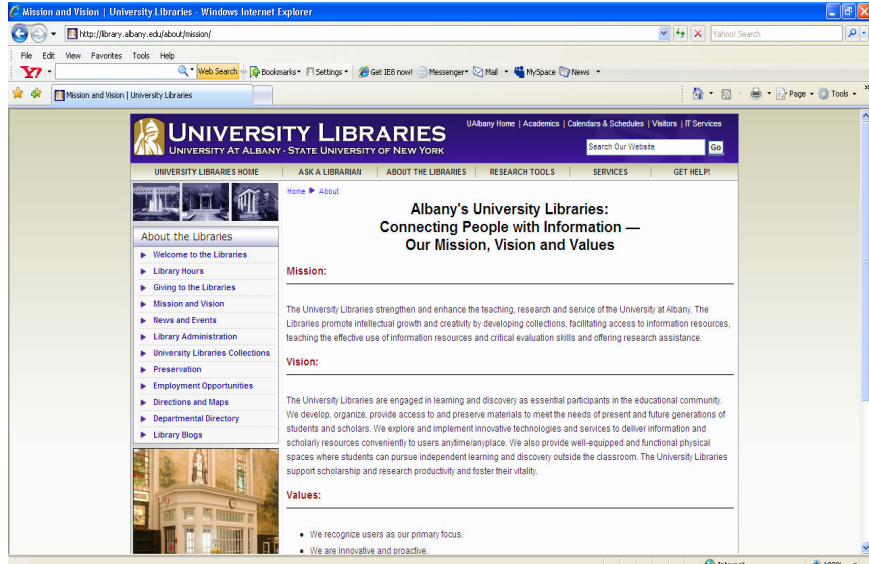 Mission and Vision | University Libraries - Windows Internet Explorer
http://library.albany.edu/about/mission/
Yahoo! Search
File Edit View Favorites Tools Help
Y! Web Search Bookmarks Settings Get IE8 now! Messenger Mail MySpace News
Mission and Vision | University Libraries
Page Tools »
UNIVERSITY LIBRARIES
UNIVERSITY AT ALBANY - STATE UNIVERSITY OF NEW YORK
UAlbany Home | Academics | Calendars & Schedules | Visitors | IT Services
Search Our Website Go
UNIVERSITY LIBRARIES HOME ASK A LIBRARIAN ABOUT THE LIBRARIES RESEARCH TOOLS SERVICES GET HELP!
Home About
About the Libraries
Welcome to the Libraries
Library Hours
Giving to the Libraries
Mission and Vision
News and Events
Library Administration
University Libraries Collections
Preservation
Employment Opportunities
Directions and Maps
Departmental Directory
Library Blogs
Albany's University Libraries:
Connecting People with Information —
Our Mission, Vision and Values
Mission:
The University Libraries strengthen and enhance the teaching, research and service of the University at Albany. The
Libraries promote intellectual growth and creativity by developing collections, facilitating access to information resources,
teaching the effective use of information resources and critical evaluation skills and offering research assistance.
Vision:
The University Libraries are engaged in learning and discovery as essential participants in the educational community.
We develop, organize, provide access to and preserve materials to meet the needs of present and future generations of
students and scholars. We explore and implement innovative technologies and services to deliver information and
scholarly resources conveniently to users anytime/anyplace. We also provide well-equipped and functional physical
spaces where students can pursue independent learning and discovery outside the classroom. The University Libraries
support scholarship and research productivity and foster their vitality.
Values:
• We recognize users as our primary focus.
• We are innovative and proactive.